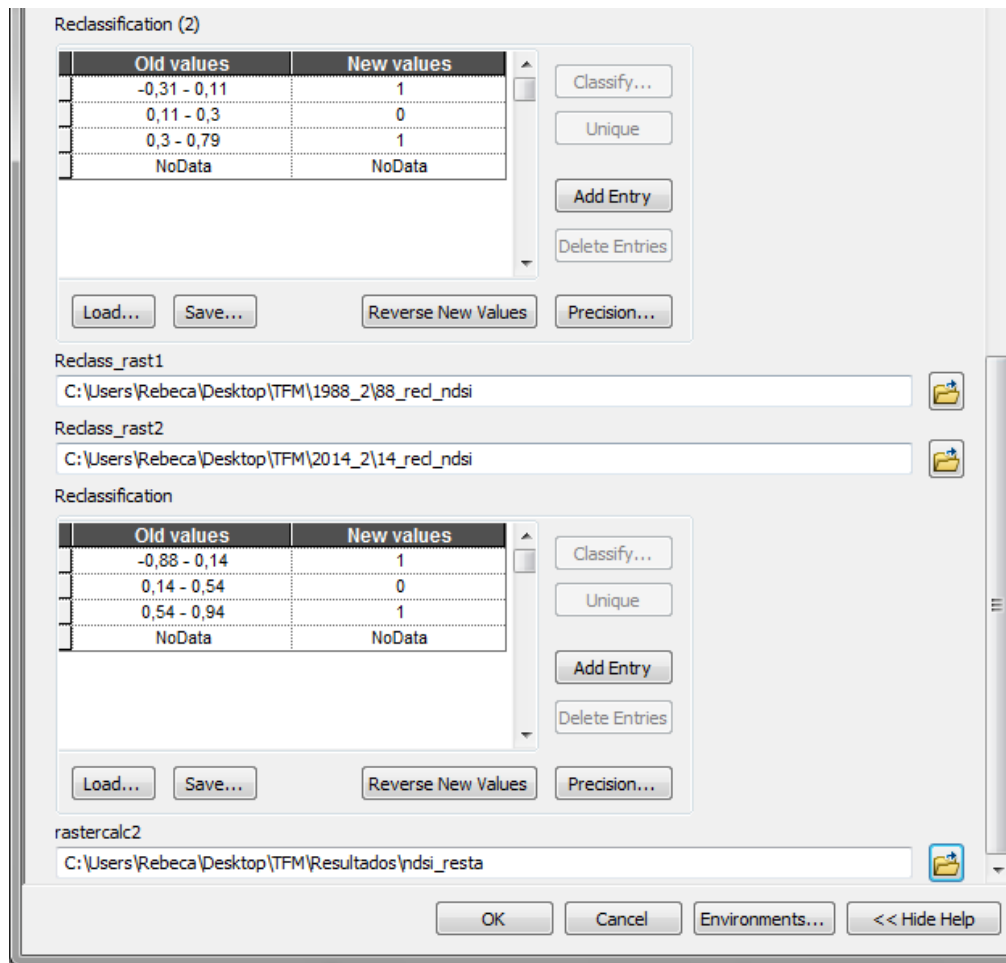 Reclassification (2)
Old values New values
-0,31 - 0,11 1
0,11 - 0,3 0
0,3 - 0,79 1
NoData NoData
Classify...
Unique
Add Entry
Delete Entries
Load... Save... Reverse New Values Precision...
Reclass_rast1
C:\Users\Rebeca\Desktop\TFM\1988_2\88_recl_ndsi
Reclass_rast2
C:\Users\Rebeca\Desktop\TFM\2014_2\14_recl_ndsi
Reclassification
Old values New values
-0,88 - 0,14 1
0,14 - 0,54 0
0,54 - 0,94 1
NoData NoData
Classify...
Unique
Add Entry
Delete Entries
Load... Save... Reverse New Values Precision...
rastercalc2
C:\Users\Rebeca\Desktop\TFM\Resultados\ndsi_resta
OK Cancel Environments... << Hide Help